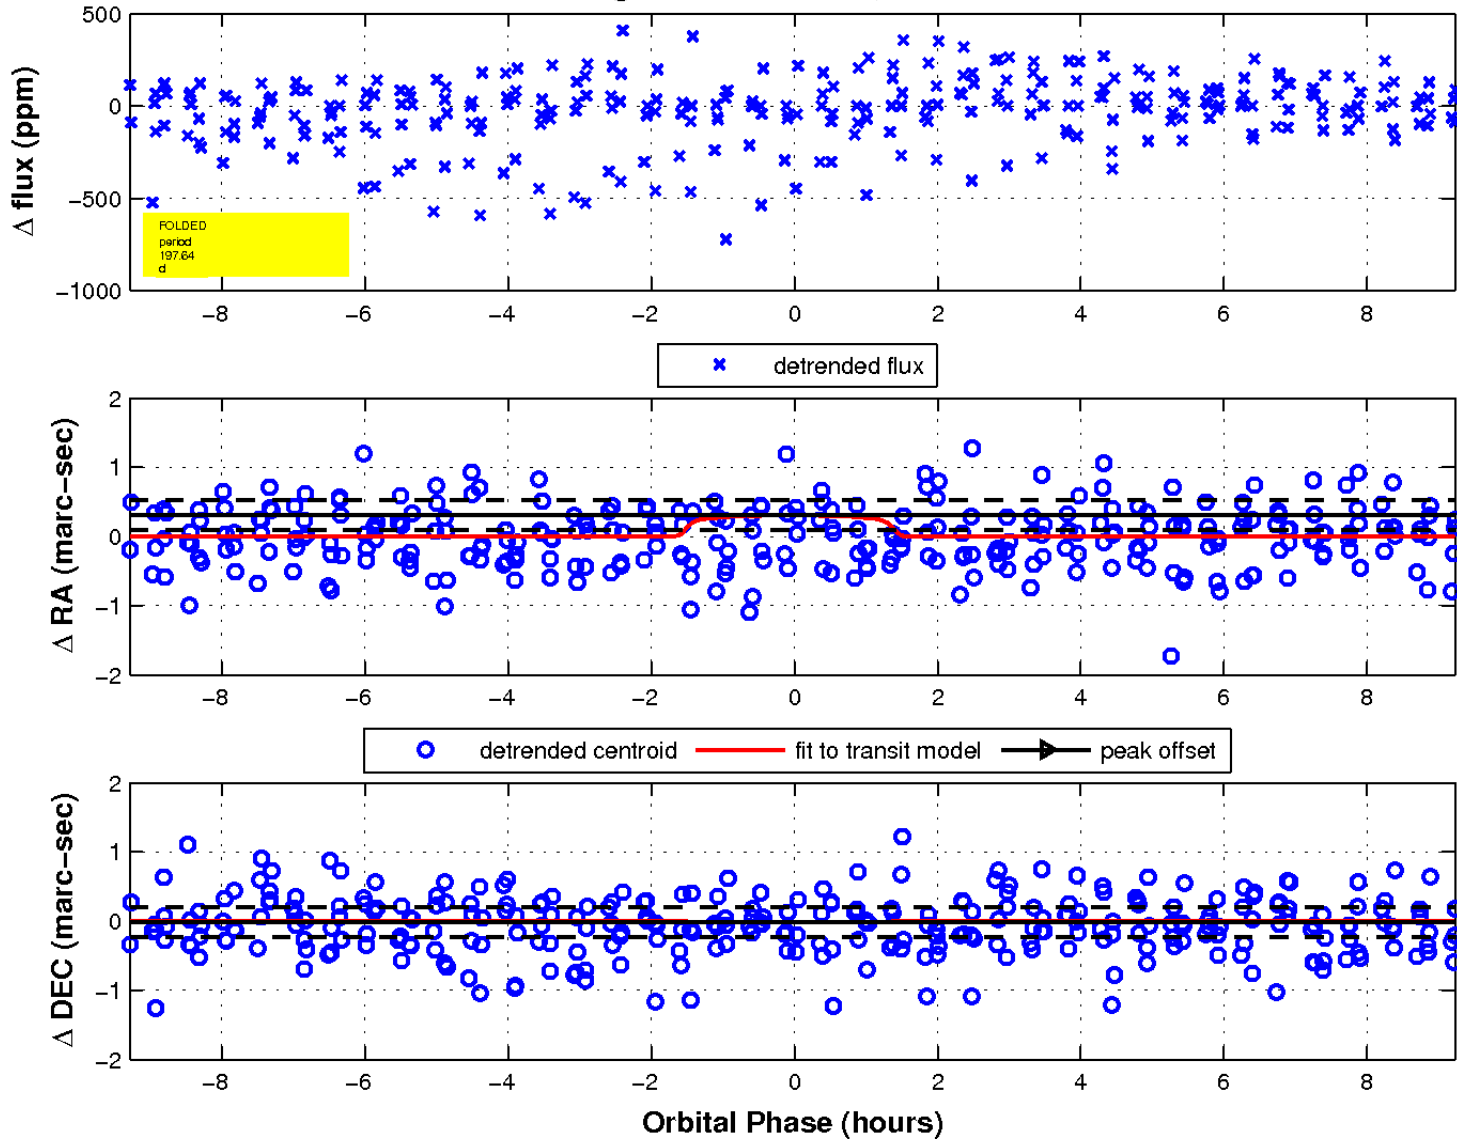 500
0
−500
−1000
Δ flux (ppm)
FOLDED
period
197.64
d
−8 −6 −4 −2 0 2 4 6 8
detrended flux
2
1
0
−1
−2
Δ RA (marc−sec)
−8 −6 −4 −2 0 2 4 6 8
detrended centroid fit to transit model peak offset
2
1
0
−1
−2
Δ DEC (marc−sec)
−8 −6 −4 −2 0 2 4 6 8
Orbital Phase (hours)